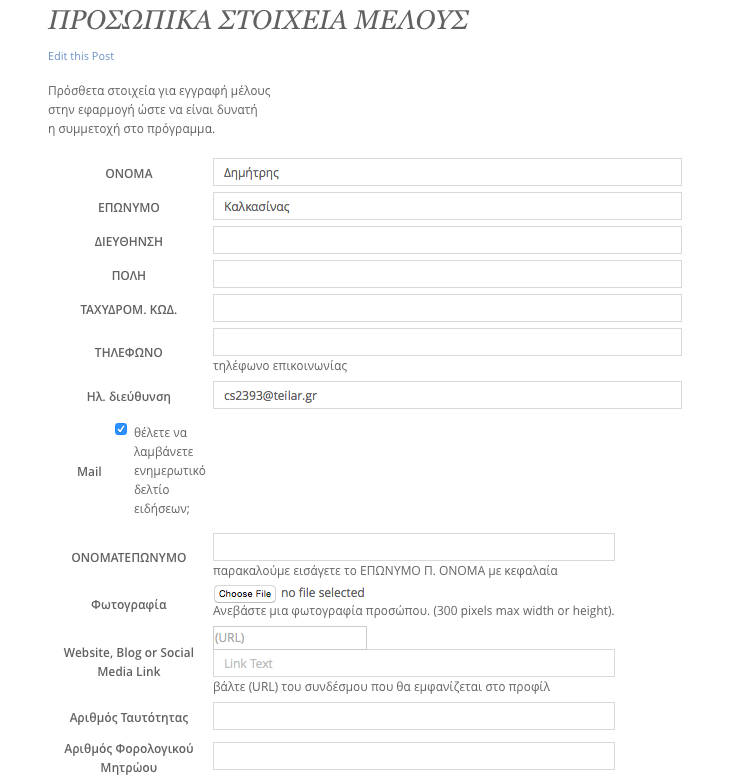 ΠΡΟΣΩΠΙΚΑ ΣΤΟΙΧΕΙΑ ΜΕΛΟΥΣ
Edit this Post
Πρόσθετα στοιχεία για εγγραφή μέλους
στην εφαρμογή ώστε να είναι δυνατή
η συμμετοχή στο πρόγραμμα.
ΟΝΟΜΑ Δημήτρης
ΕΠΩΝΥΜΟ Καλκασίνας
ΔΙΕΥΘΗΝΣΗ
ΠΟΛΗ
ΤΑΧΥΔΡΟΜ. ΚΩΔ.
ΤΗΛΕΦΩΝΟ
τηλέφωνο επικοινωνίας
Ηλ. διεύθυνση cs2393@teilar.gr
Mail
θέλετε να
λαμβάνετε
ενημερωτικό
δελτίο
ειδήσεων;
ΟΝΟΜΑΤΕΠΩΝΥΜΟ
παρακαλούμε εισάγετε το ΕΠΩΝΥΜΟ Π. ΟΝΟΜΑ με κεφαλαία
Φωτογραφία
Choose File no file selected
Ανεβάστε μια φωτογραφία προσώπου. (300 pixels max width or height).
Website, Blog or Social
Media Link
(URL)
Link Text
βάλτε (URL) του συνδέσμου που θα εμφανίζεται στο προφίλ
Αριθμός Ταυτότητας
Αριθμός Φορολογικού
Μητρώου